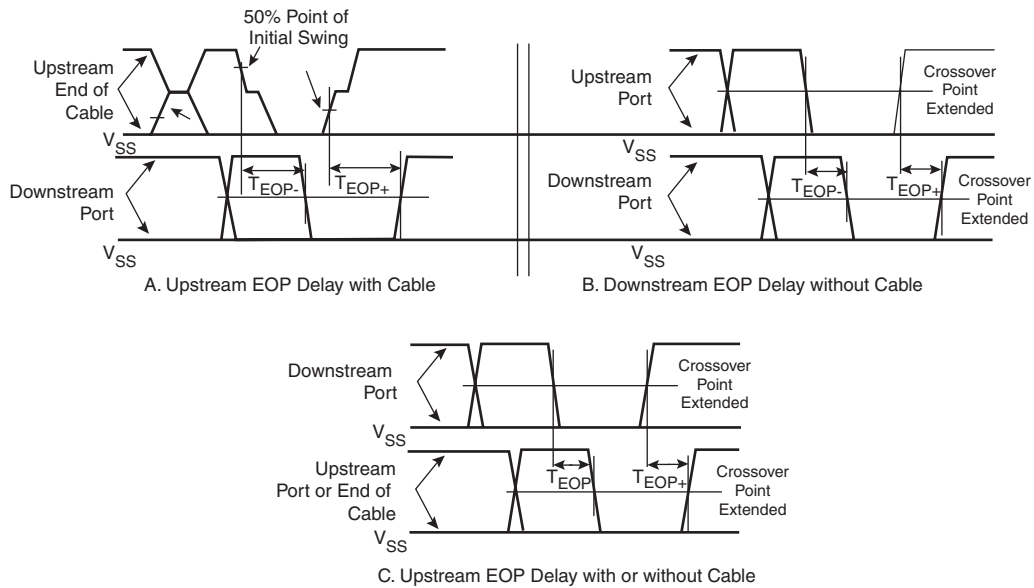 50% Point of
Initial Swing
Upstream
End of
Cable
VSS
Downstream
Port
TEOP-
TEOP+
VSS
A. Upstream EOP Delay with Cable
Upstream
Port
Crossover
Point
Extended
VSS
Downstream
Port
TEOP-
TEOP+
Crossover
Point
Extended
VSS
B. Downstream EOP Delay without Cable
Downstream
Port
Crossover
Point
Extended
VSS
Upstream
Port or End of
Cable
TEOP
TEOP+
Crossover
Point
Extended
VSS
C. Upstream EOP Delay with or without Cable